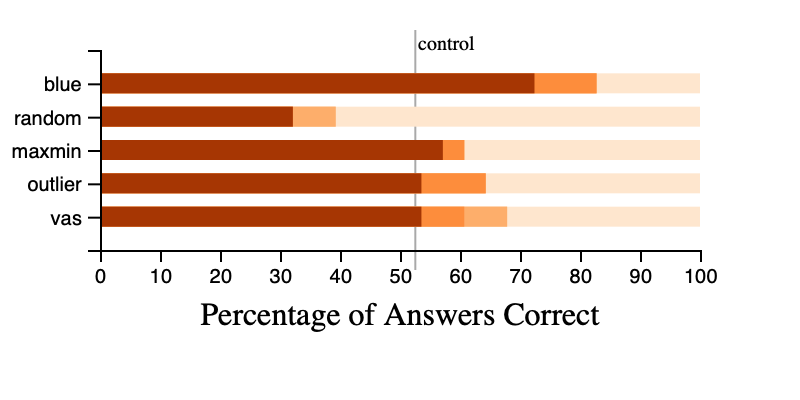 control
blue
random
maxmin
outlier
vas
0 10 20 30 40 50 60 70 80 90 100
Percentage of Answers Correct